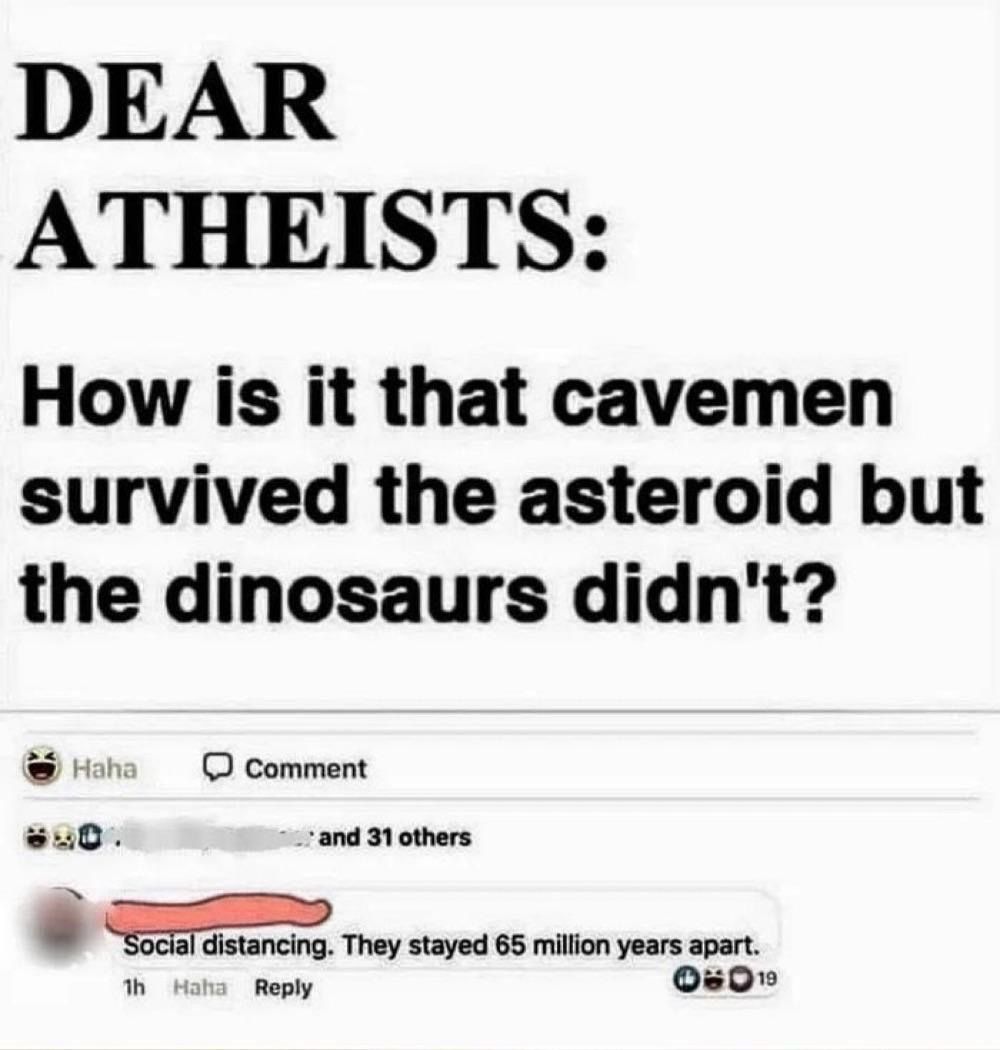 DEAR
ATHEISTS:
How is it that cavemen
survived the asteroid but
the dinosaurs didn't?
Haha Comment
and 31 others
Social distancing. They stayed 65 million years apart.
1h Haha Reply 19